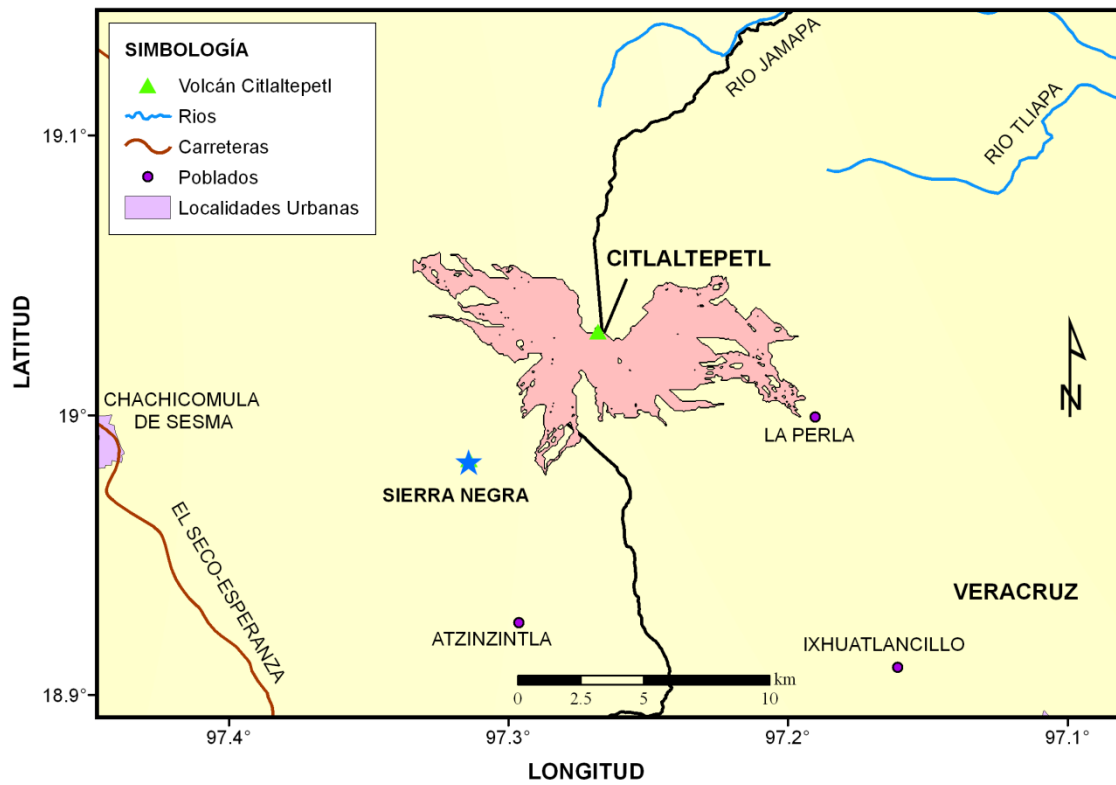 SIMBOLOGÍA
Volcán Citlaltepetl
Rios
Carreteras
Poblados
Localidades Urbanas
RIO JAMAPA
RIO TLIAPA
19.1°
CITLALTEPETL
LATITUD
N
CHACHICOMULA
DE SESMA
19°
LA PERLA
SIERRA NEGRA
EL SECO-ESPERANZA
VERACRUZ
ATZINZINTLA
IXHUATLANCILLO
km
0 2.5 5 10
18.9°
97.4° 97.3° 97.2° 97.1°
LONGITUD